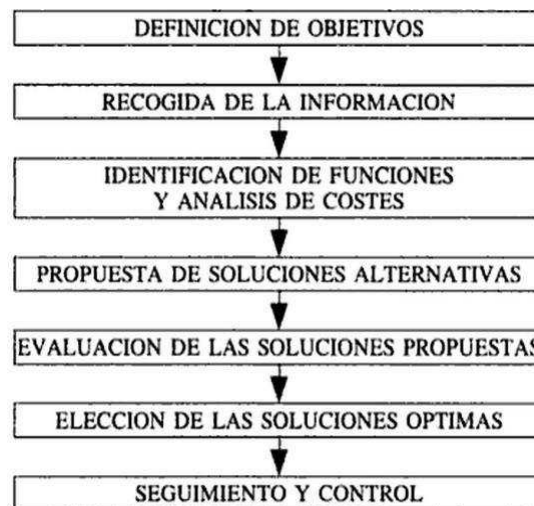 DEFINICION DE OBJETIVOS
RECOGIDA DE LA INFORMACION
IDENTIFICACION DE FUNCIONES
Y ANALISIS DE COSTES
PROPUESTA DE SOLUCIONES ALTERNATIVAS
EVALUACION DE LAS SOLUCIONES PROPUESTAS
ELECCION DE LAS SOLUCIONES OPTIMAS
SEGUIMIENTO Y CONTROL